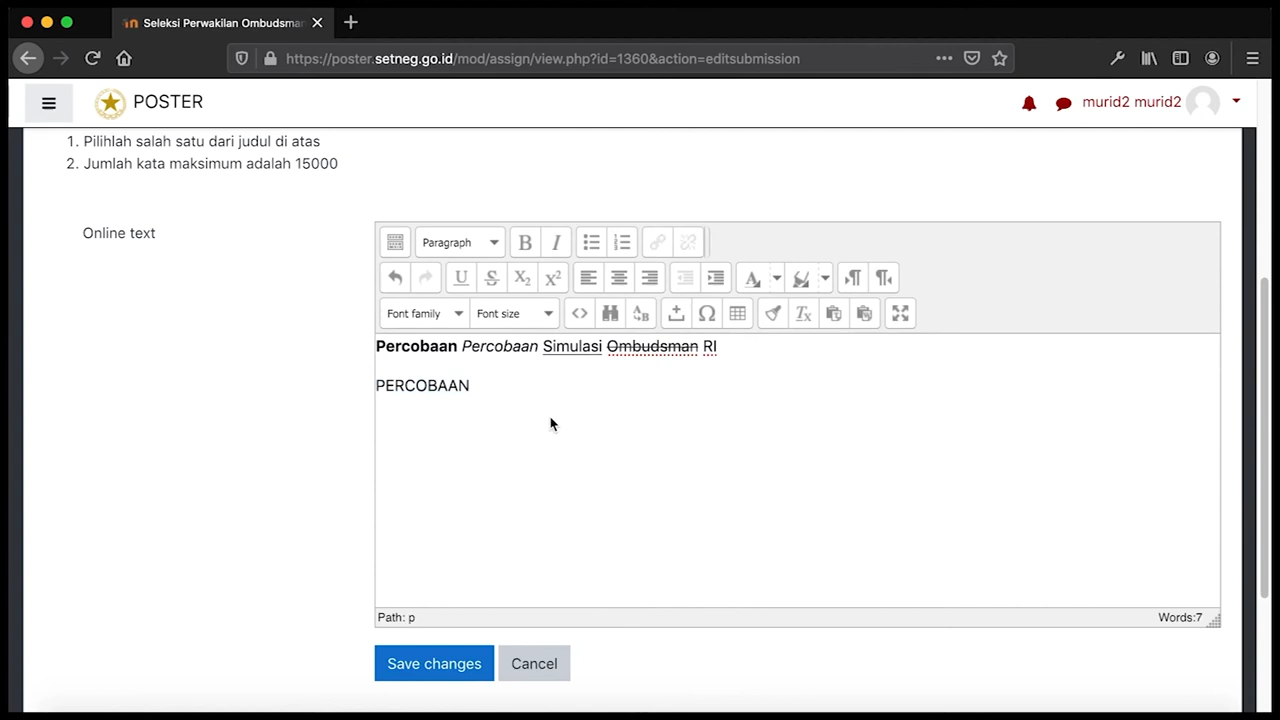 Seleksi Perwakilan Ombudsman
https://poster.setneg.go.id/mod/assign/view.php?id=1360&action=editsubmission
POSTER
murid2 murid2
1. Pilihlah salah satu dari judul di atas
2. Jumlah kata maksimum adalah 15000
Online text
Paragraph B I
U S X2 X2
Font family Font size
Percobaan Percobaan Simulasi Ombudsman RI
PERCOBAAN
Path: p Words:7
Save changes Cancel